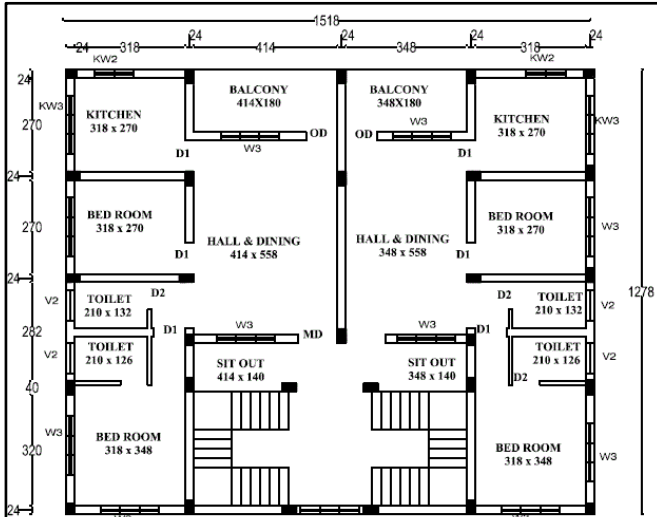 1518
24 318 24 414 24 348 24 318 24
KW2 KW2
24
KW3
270
KITCHEN
318 x 270
BALCONY
414X180
BALCONY
348X180
KITCHEN
318 x 270
KW3
OD OD
W3 W3
D1 D1
24
270
BED ROOM
318 x 270
HALL & DINING
414 x 558
HALL & DINING
348 x 558
BED ROOM
318 x 270
W3
D1 D1
24
1278
TOILET
210 x 132
D2 D2
TOILET
210 x 132
V2 V2
282
D1 W3 MD W3 D1
TOILET
210 x 126
SIT OUT
414 x 140
SIT OUT
348 x 140
TOILET
210 x 126
V2 V2
D2
40
W3
320
BED ROOM
318 x 348
BED ROOM
318 x 348
W3
24